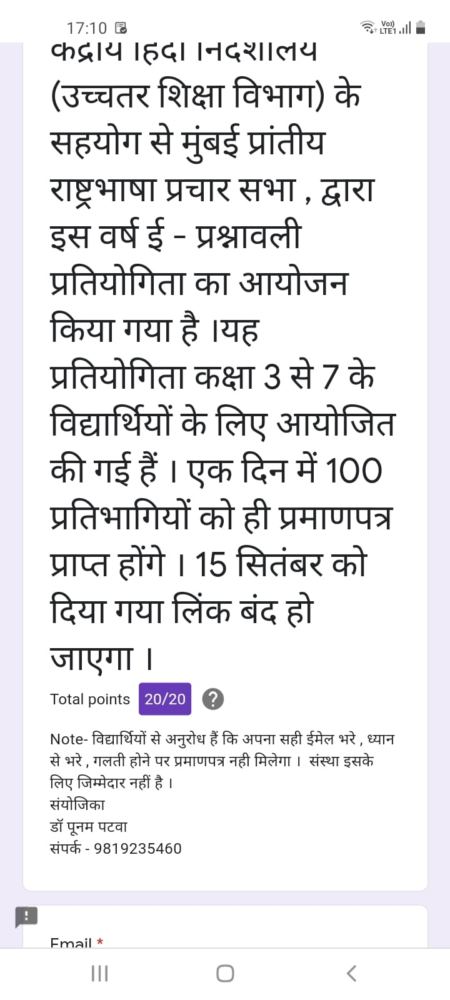 17:10
Vo)) LTE1
केंद्रीय हिंदी निदेशालय
(उच्चतर शिक्षा विभाग) के
सहयोग से मुंबई प्रांतीय
राष्ट्रभाषा प्रचार सभा , द्वारा
इस वर्ष ई - प्रश्नावली
प्रतियोगिता का आयोजन
किया गया है ।यह
प्रतियोगिता कक्षा 3 से 7 के
विद्यार्थियों के लिए आयोजित
की गई हैं । एक दिन में 100
प्रतिभागियों को ही प्रमाणपत्र
प्राप्त होंगे । 15 सितंबर को
दिया गया लिंक बंद हो
जाएगा ।
Total points 20/20 ?
Note- विद्यार्थियों से अनुरोध हैं कि अपना सही ईमेल भरे , ध्यान
से भरे , गलती होने पर प्रमाणपत्र नही मिलेगा । संस्था इसके
लिए जिम्मेदार नहीं है ।
संयोजिका
डॉ पूनम पटवा
संपर्क - 9819235460
Email *